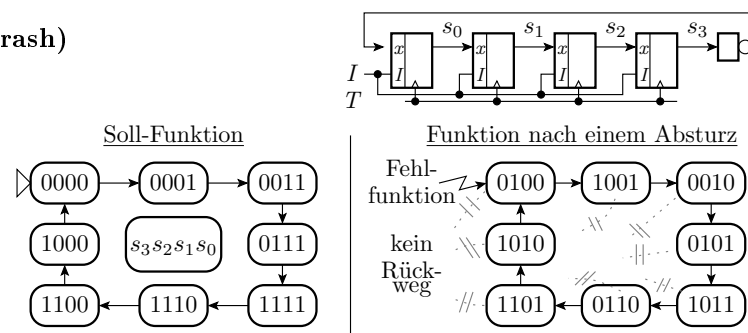 rash)
s0 s1 s2 s3
x x x x
I I I I I
T
Soll-Funktion
Funktion nach einem Absturz
0000 0001 0011
1000 s3s2s1s0 0111
1100 1110 1111
Fehl-
funktion
0100 1001 0010
kein
Rück-
weg
1010 0101
1101 0110 1011